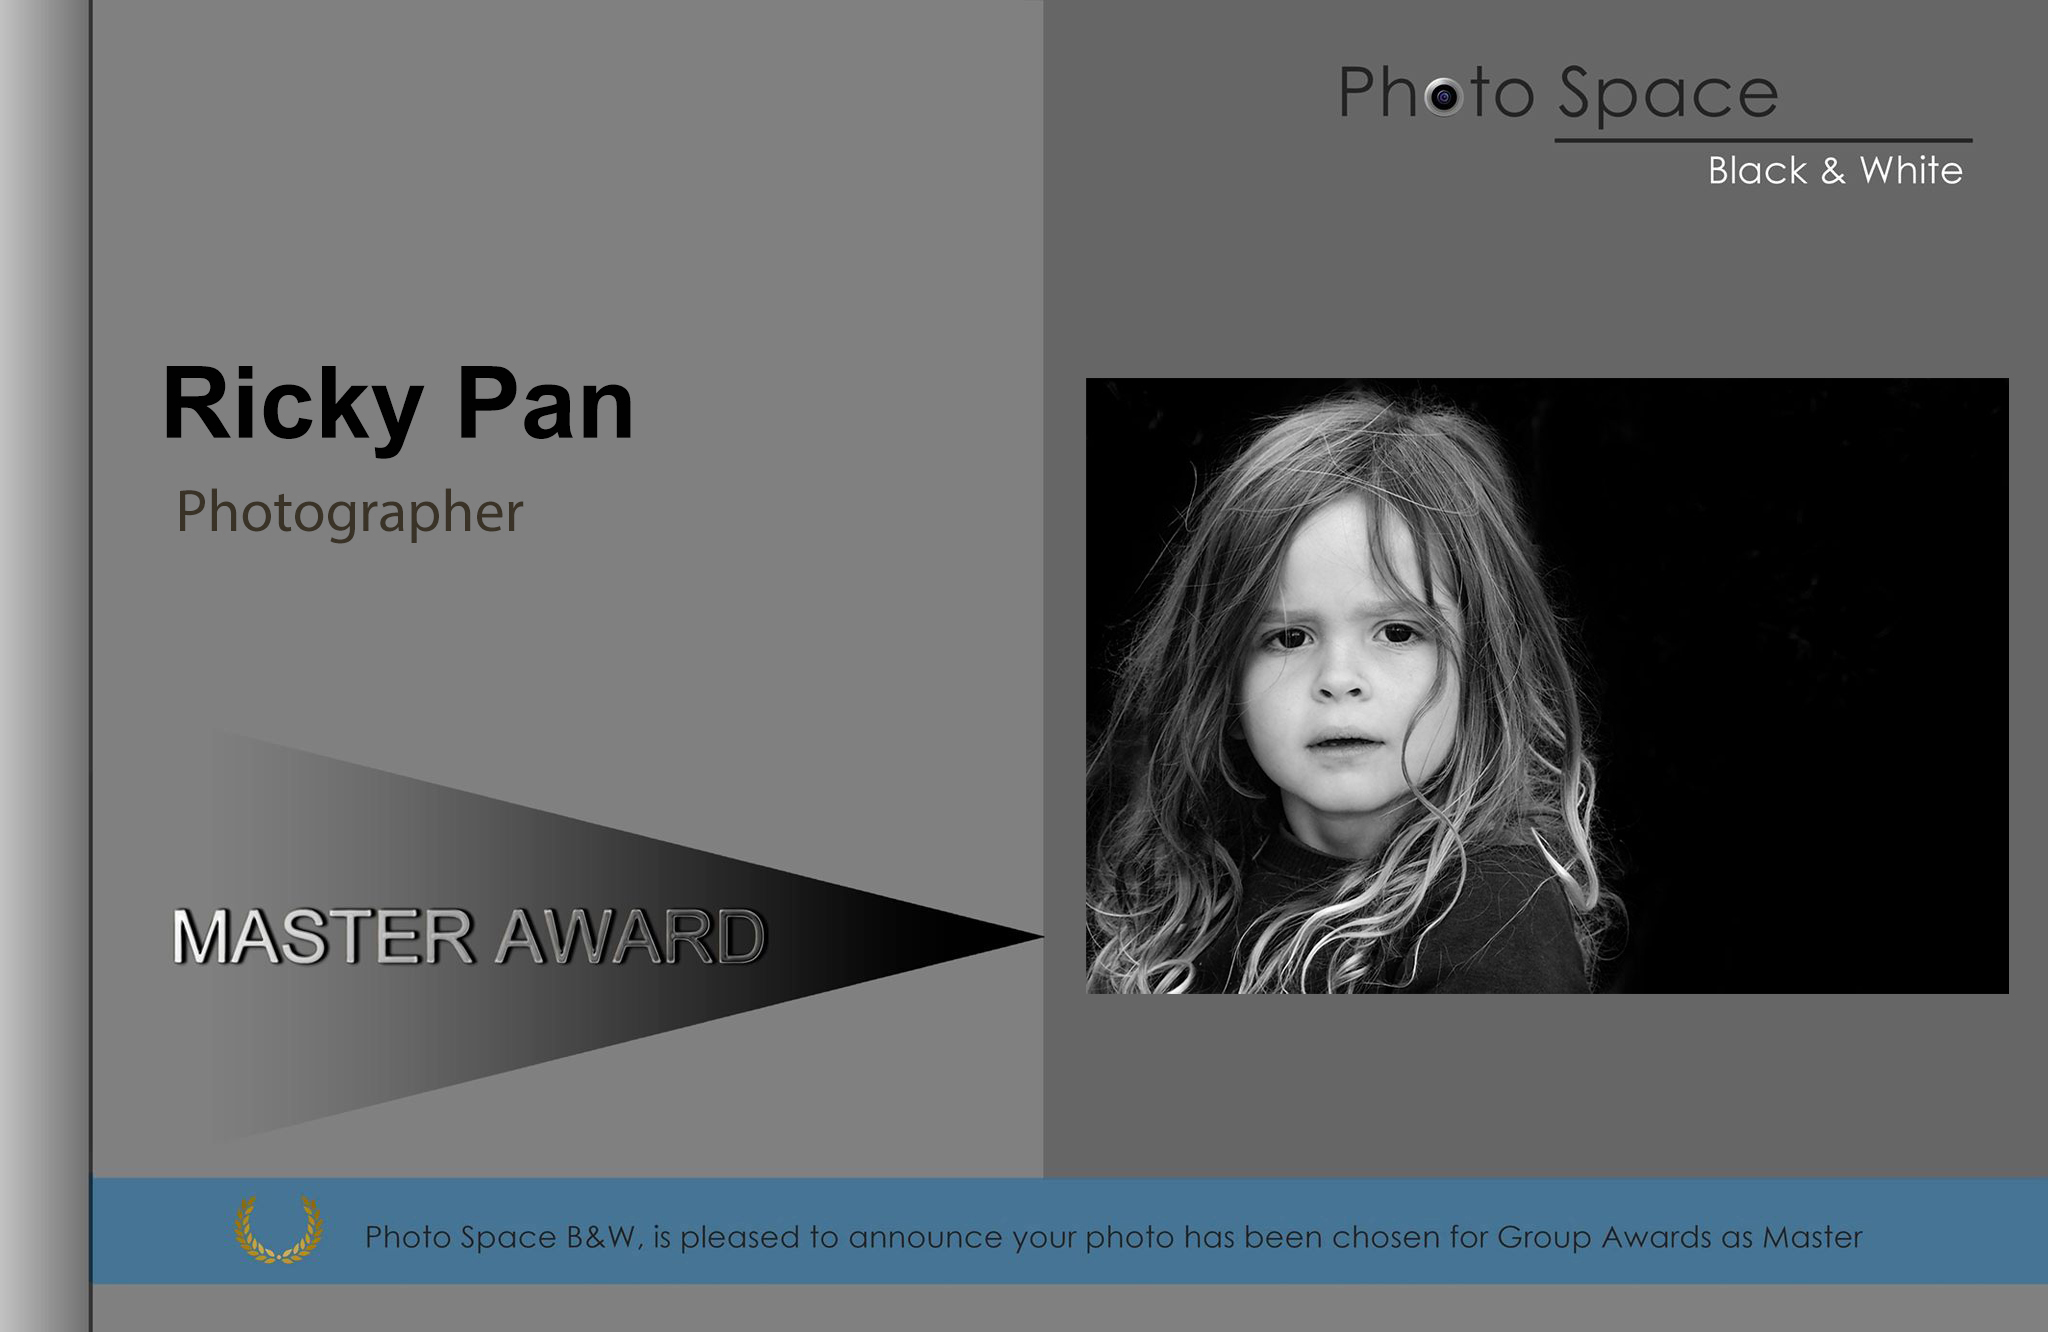 Photo Space
Black & White
Ricky Pan
Photographer
MASTER AWARD
Photo Space B&W, is pleased to announce your photo has been chosen for Group Awards as Master